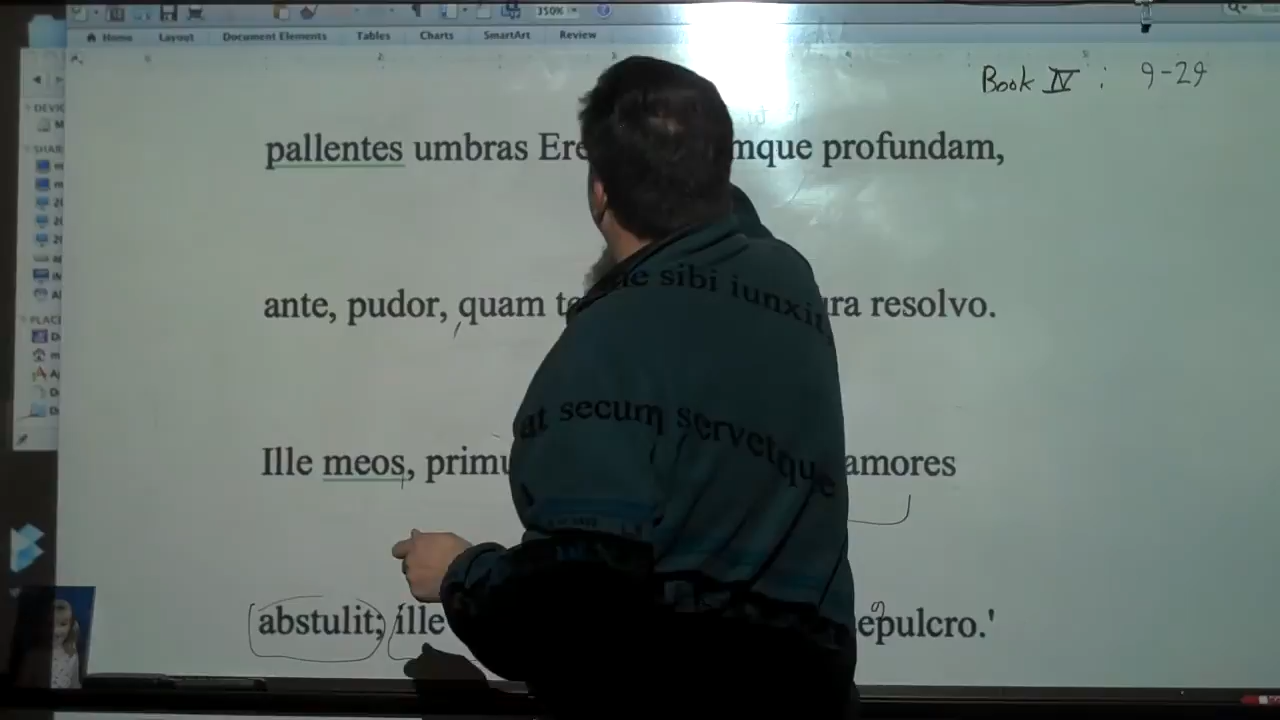 350%
Home Layout Document Elements Tables Charts SmartArt Review
Book IV : 9-29
pallentes umbras Ere mque profundam,
ante, pudor, quam te ae sibi iunxit, ura resolvo.
Ille meos, primu at secum servetque amores
abstulit; ille epulcro.'